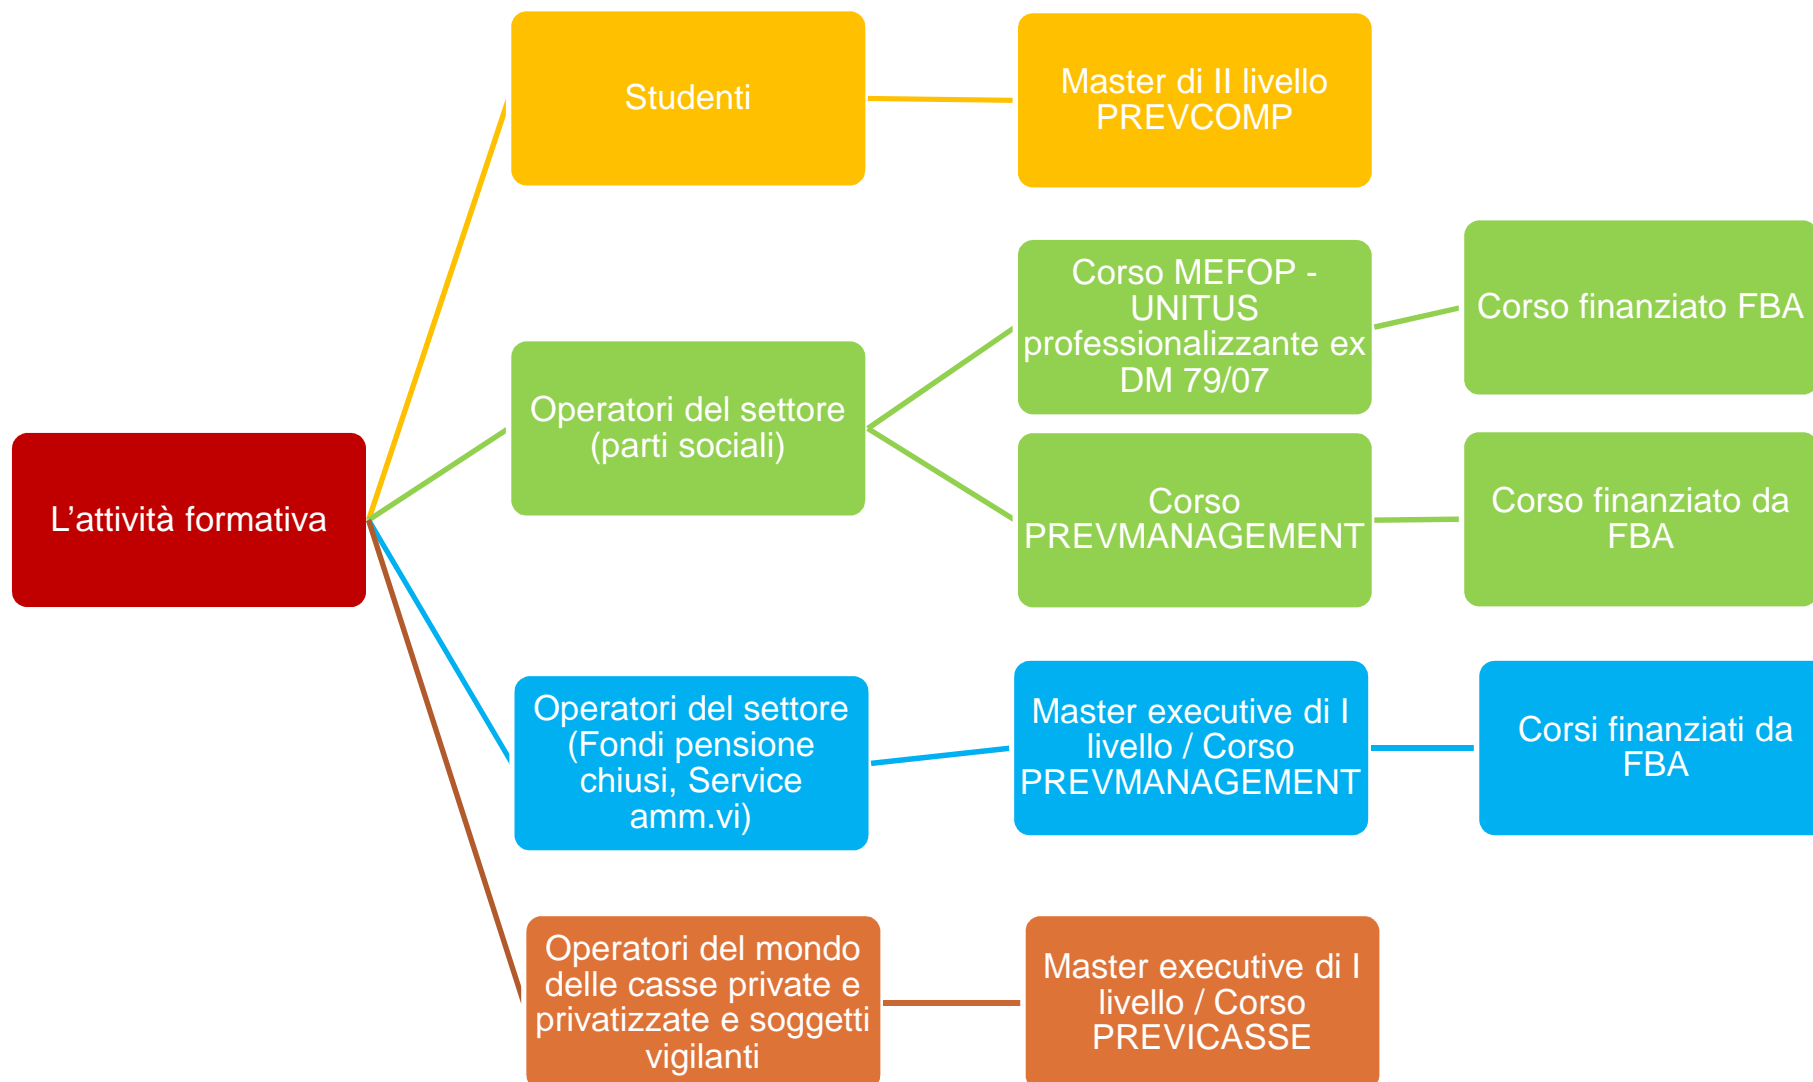 Studenti
Master di II livello
PREVCOMP
L’attività formativa
Operatori del settore
(parti sociali)
Corso MEFOP -
UNITUS
professionalizzante ex
DM 79/07
Corso finanziato FBA
Corso
PREVMANAGEMENT
Corso finanziato da
FBA
Operatori del settore
(Fondi pensione
chiusi, Service
amm.vi)
Master executive di I
livello / Corso
PREVMANAGEMENT
Corsi finanziati da
FBA
Operatori del mondo
delle casse private e
privatizzate e soggetti
vigilanti
Master executive di I
livello / Corso
PREVICASSE